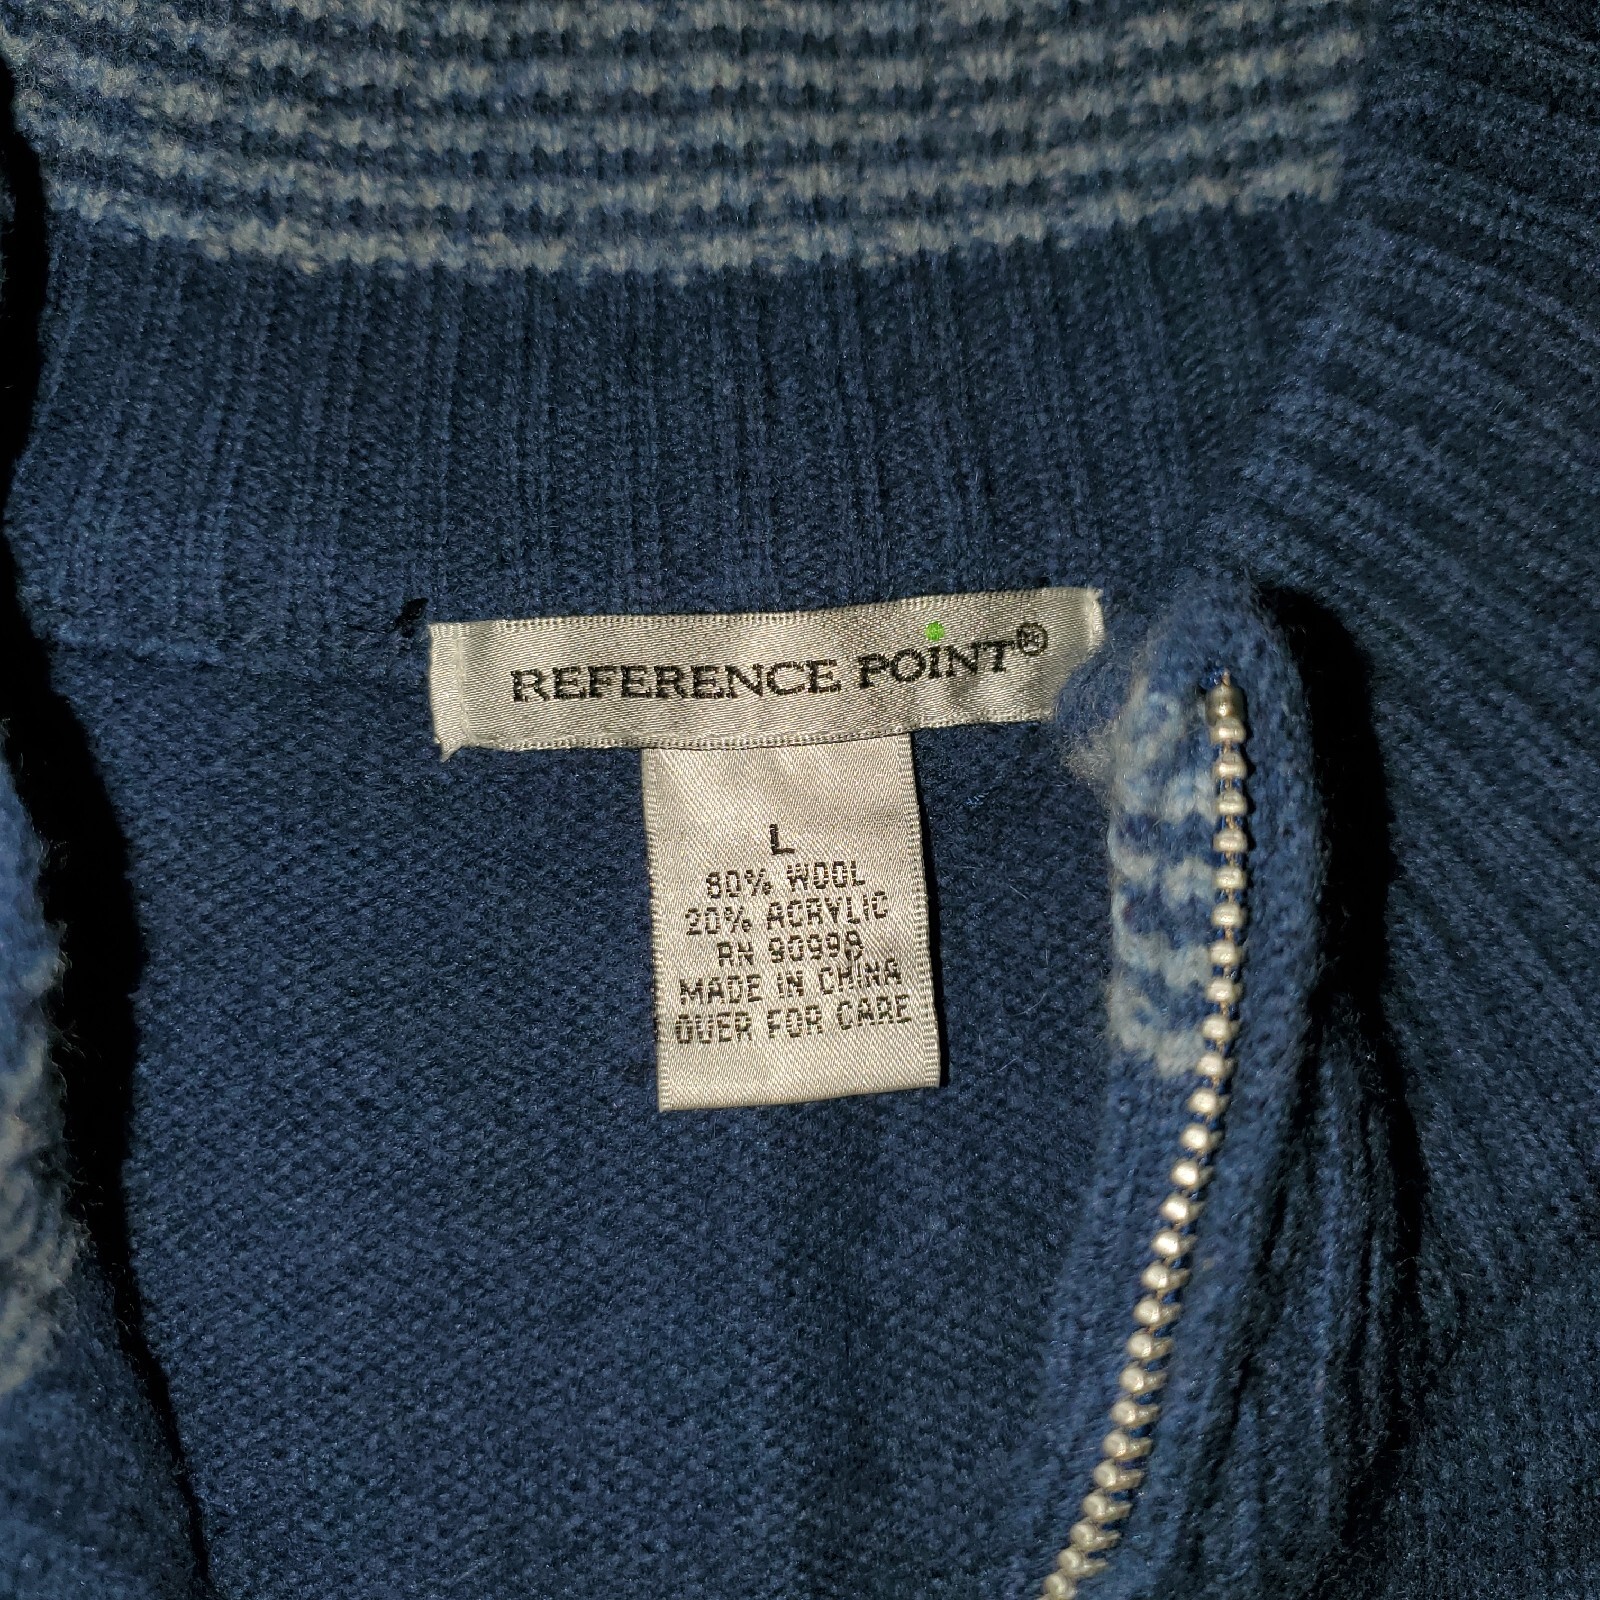 REFERENCE POINT®
L
80% WOOL
20% ACRYLIC
RN 90998
MADE IN CHINA
OVER FOR CARE